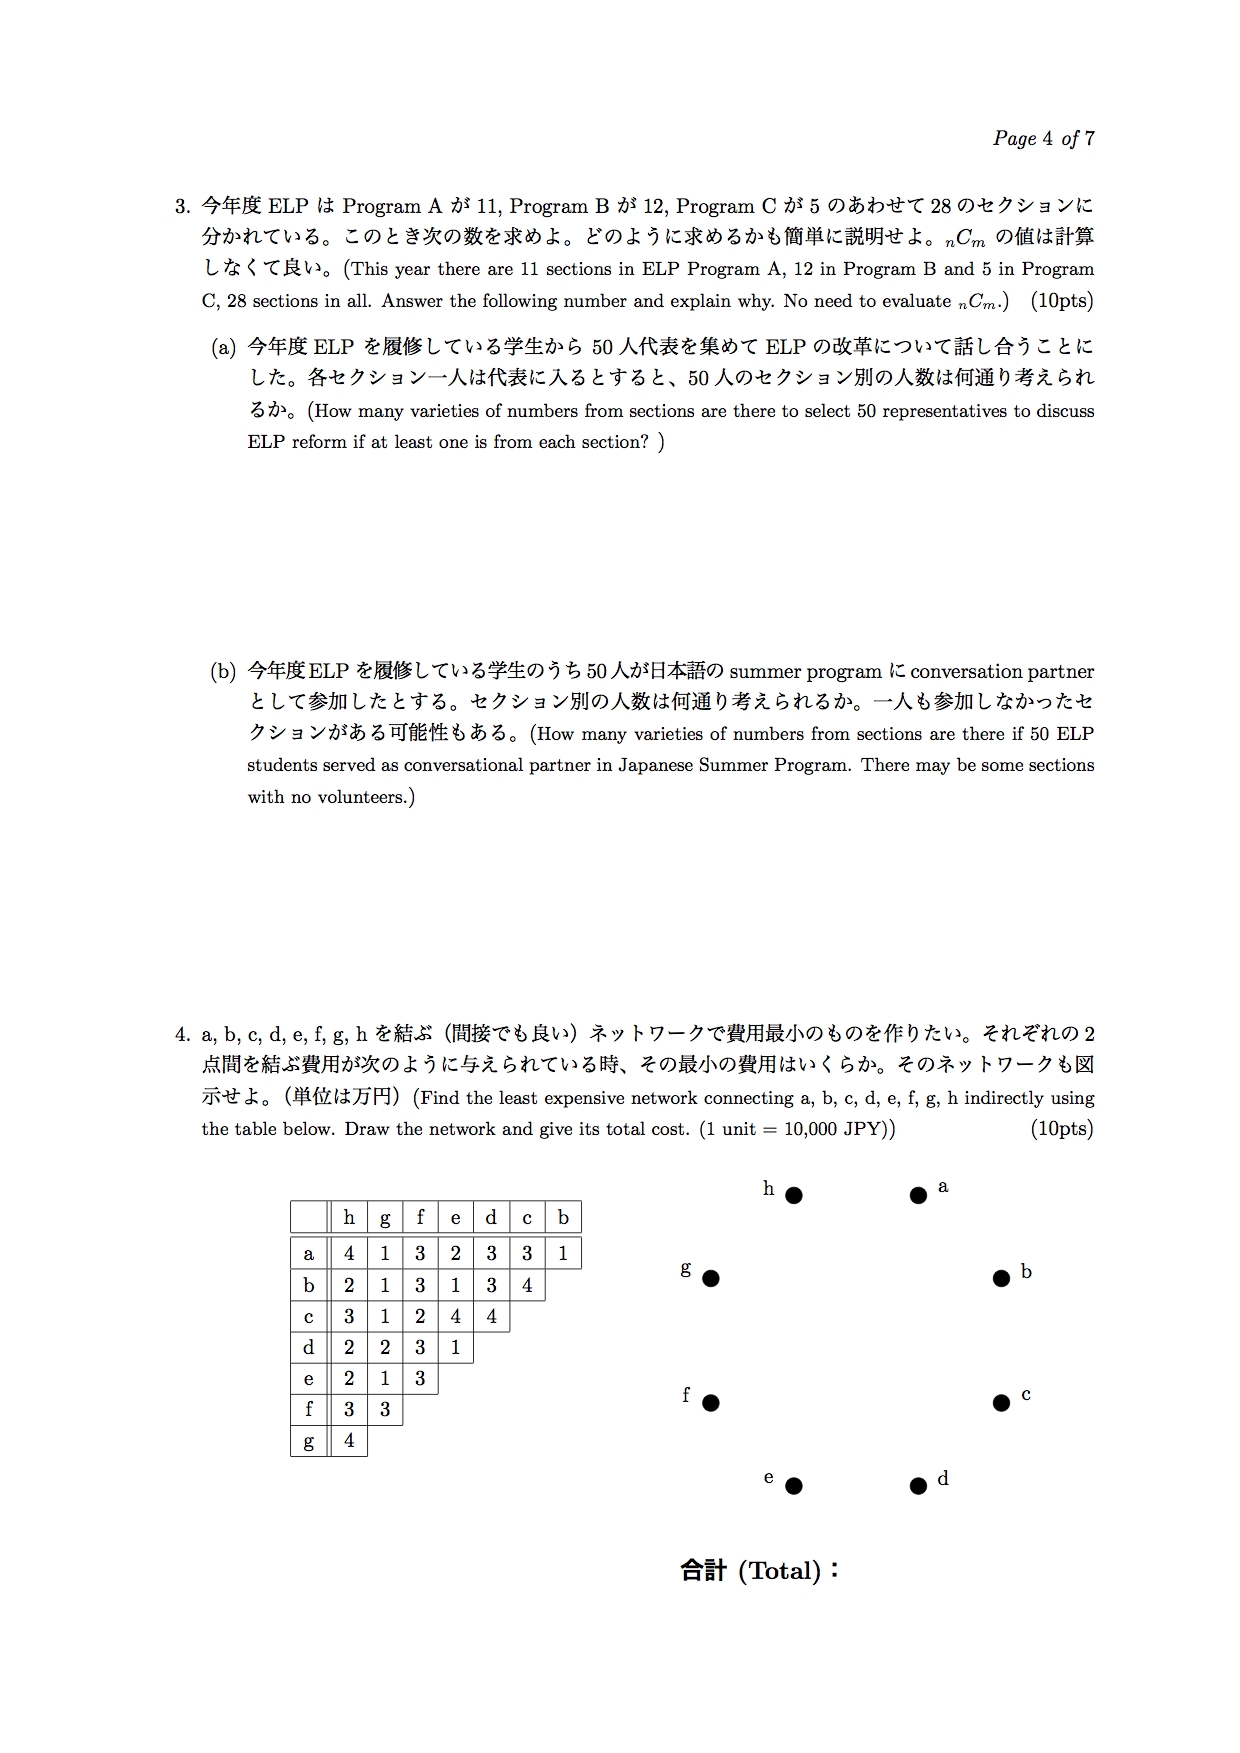 Page 4 of 7
3. 今年度 ELP は Program A が 11, Program B が 12, Program C が 5 のあわせて 28 のセクションに
分かれている。このとき次の数を求めよ。どのように求めるかも簡単に説明せよ。nCm の値は計算
しなくて良い。(This year there are 11 sections in ELP Program A, 12 in Program B and 5 in Program
C, 28 sections in all. Answer the following number and explain why. No need to evaluate nCm.) (10pts)
(a) 今年度 ELP を履修している学生から 50 人代表を集めて ELP の改革について話し合うことに
した。各セクション一人は代表に入るとすると、50 人のセクション別の人数は何通り考えられ
るか。(How many varieties of numbers from sections are there to select 50 representatives to discuss
ELP reform if at least one is from each section? )
(b) 今年度 ELP を履修している学生のうち 50 人が日本語の summer program に conversation partner
として参加したとする。セクション別の人数は何通り考えられるか。一人も参加しなかったセ
クションがある可能性もある。(How many varieties of numbers from sections are there if 50 ELP
students served as conversational partner in Japanese Summer Program. There may be some sections
with no volunteers.)
4. a, b, c, d, e, f, g, h を結ぶ（間接でも良い）ネットワークで費用最小のものを作りたい。それぞれの 2
点間を結ぶ費用が次のように与えられている時、その最小の費用はいくらか。そのネットワークも図
示せよ。（単位は万円）(Find the least expensive network connecting a, b, c, d, e, f, g, h indirectly using
the table below. Draw the network and give its total cost. (1 unit = 10,000 JPY)) (10pts)
h g f e d c b
a 4 1 3 2 3 3 1
b 2 1 3 1 3 4
c 3 1 2 4 4
d 2 2 3 1
e 2 1 3
f 3 3
g 4
h a
g b
f c
e d
合計 (Total)：